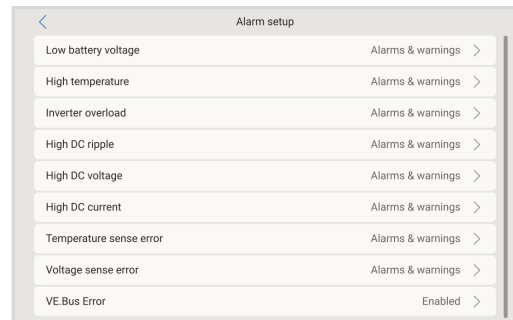 Alarm setup
Low battery voltage Alarms & warnings
High temperature Alarms & warnings
Inverter overload Alarms & warnings
High DC ripple Alarms & warnings
High DC voltage Alarms & warnings
High DC current Alarms & warnings
Temperature sense error Alarms & warnings
Voltage sense error Alarms & warnings
VE.Bus Error Enabled